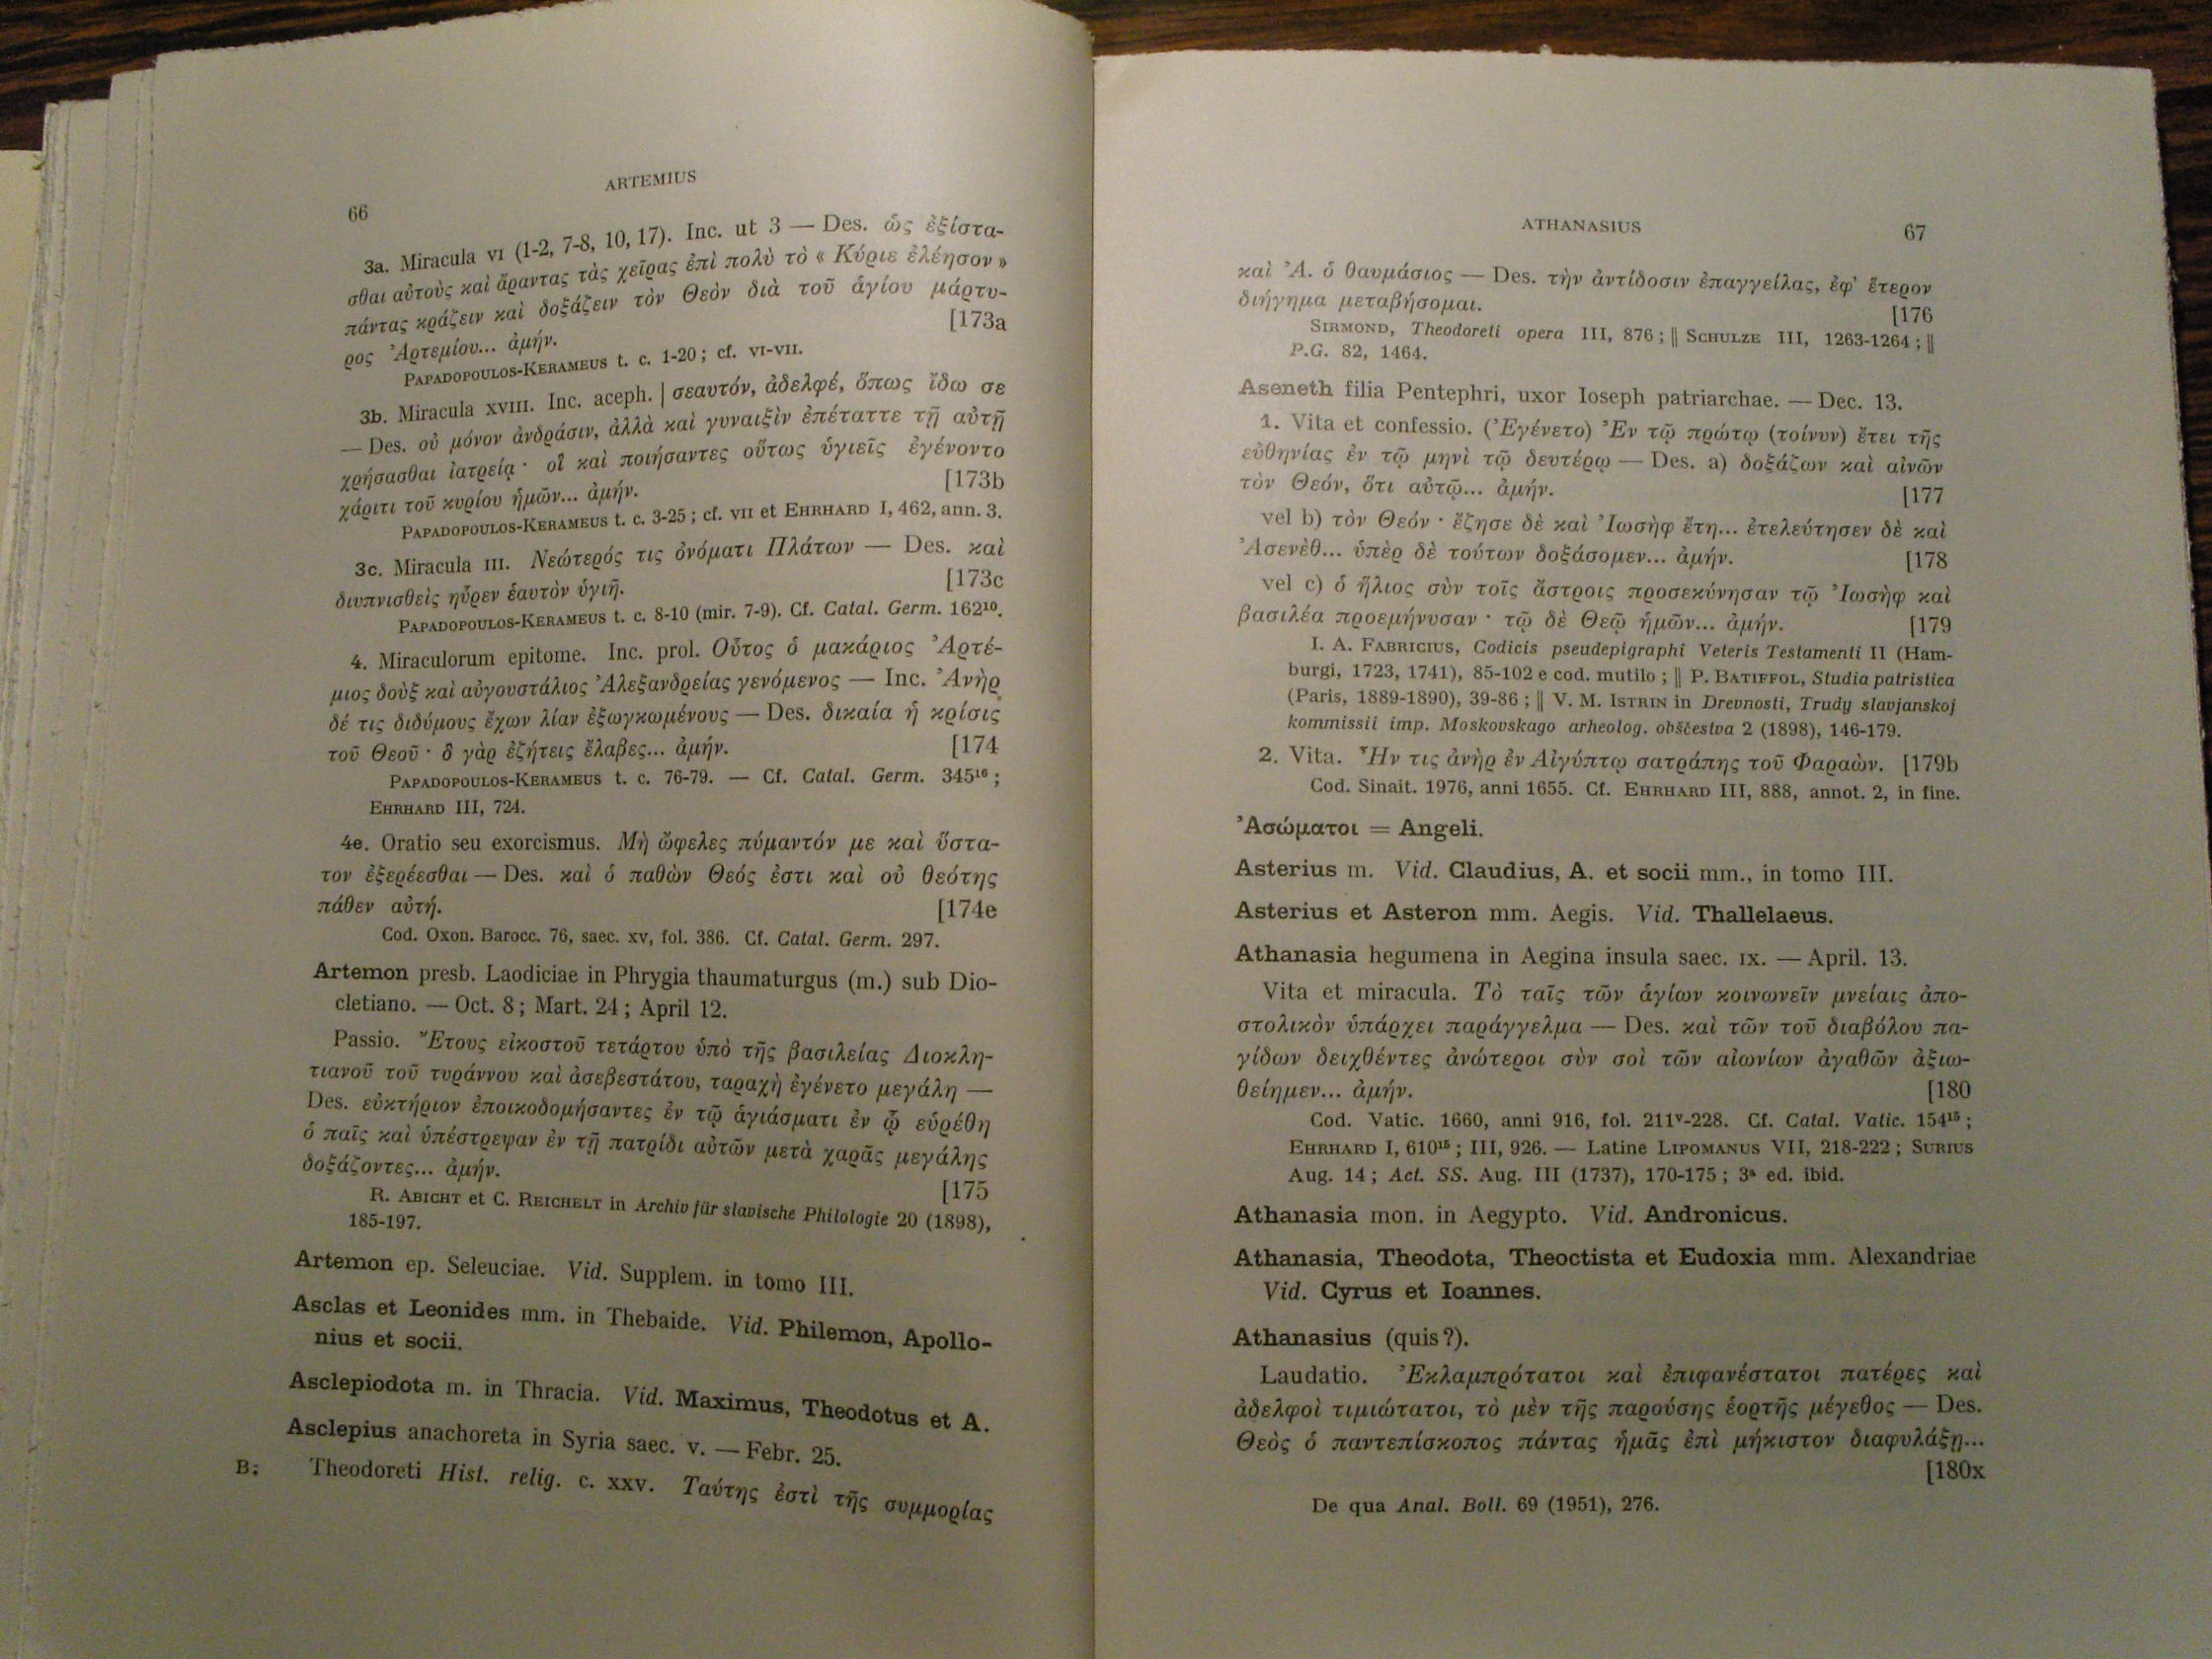 66
ARTEMIUS
3a. Miracula VI (1-2, 7-8, 10, 17). Inc. ut 3 — Des. ὡς ἐξίστα-
σθαι αὐτοὺς καὶ ἄραντας τὰς χεῖρας ἐπὶ πολὺ τὸ « Κύριε ἐλέησον »
πάντας κράζειν καὶ δοξάζειν τὸν Θεὸν διὰ τοῦ ἁγίου μάρτυ-
ρος Ἀρτεμίου... ἀμήν. [173a
PAPADOPOULOS-KERAMEUS t. c. 1-20 ; cf. VI-VII.
3b. Miracula XVIII. Inc. aceph. | σεαυτόν, ἀδελφέ, ὅπως ἴδω σε
— Des. οὐ μόνον ἀνδράσιν, ἀλλὰ καὶ γυναιξὶν ἐπέταττε τῇ αὐτῇ
χρήσασθαι ἰατρείᾳ · οἳ καὶ ποιήσαντες οὕτως ὑγιεῖς ἐγένοντο
χάριτι τοῦ κυρίου ἡμῶν... ἀμήν. [173b
PAPADOPOULOS-KERAMEUS t. c. 3-25 ; cf. VII et EHRHARD I, 462, ann. 3.
3c. Miracula III. Νεώτερός τις ὀνόματι Πλάτων — Des. καὶ
διυπνισθεὶς ηὗρεν ἑαυτὸν ὑγιῆ. [173c
PAPADOPOULOS-KERAMEUS t. c. 8-10 (mir. 7-9). Cf. Catal. Germ. 162¹⁰.
4. Miraculorum epitome. Inc. prol. Οὗτος ὁ μακάριος Ἀρτέ-
μιος δοὺξ καὶ αὐγουστάλιος Ἀλεξανδρείας γενόμενος — Inc. Ἀνὴρ
δέ τις διδύμους ἔχων λίαν ἐξωγκωμένους — Des. δικαία ἡ κρίσις
τοῦ Θεοῦ · ὃ γὰρ ἐζήτεις ἔλαβες... ἀμήν. [174
PAPADOPOULOS-KERAMEUS t. c. 76-79. — Cf. Catal. Germ. 345¹⁶ ;
EHRHARD III, 724.
4e. Oratio seu exorcismus. Μὴ ὤφελες πύμαντόν με καὶ ὕστα-
τον ἐξερέεσθαι — Des. καὶ ὁ παθὼν Θεός ἐστι καὶ οὐ θεότης
πάθεν αὐτή. [174e
Cod. Oxon. Barocc. 76, saec. XV, fol. 386. Cf. Catal. Germ. 297.
Artemon presb. Laodiciae in Phrygia thaumaturgus (m.) sub Dio-
cletiano. — Oct. 8 ; Mart. 24 ; April 12.
Passio. Ἔτους εἰκοστοῦ τετάρτου ὑπὸ τῆς βασιλείας Διοκλη-
τιανοῦ τοῦ τυράννου καὶ ἀσεβεστάτου, ταραχὴ ἐγένετο μεγάλη —
Des. εὐκτήριον ἐποικοδομήσαντες ἐν τῷ ἁγιάσματι ἐν ᾧ εὑρέθη
ὁ παῖς καὶ ὑπέστρεψαν ἐν τῇ πατρίδι αὐτῶν μετὰ χαρᾶς μεγάλης
δοξάζοντες... ἀμήν. [175
R. ABICHT et C. REICHELT in Archiv für slavische Philologie 20 (1898),
185-197.
Artemon ep. Seleuciae. Vid. Supplem. in tomo III.
Asclas et Leonides mm. in Thebaide. Vid. Philemon, Apollo-
nius et socii.
Asclepiodota m. in Thracia. Vid. Maximus, Theodotus et A.
Asclepius anachoreta in Syria saec. V. — Febr. 25.
B: Theodoreti Hist. relig. c. XXV. Ταύτης ἐστὶ τῆς συμμορίας
ATHANASIUS
67
καὶ Ἀ. ὁ θαυμάσιος — Des. τὴν ἀντίδοσιν ἐπαγγείλας, ἐφ' ἕτερον
διήγημα μεταβήσομαι. [176
SIRMOND, Theodoreti opera III, 876 ; || SCHULZE III, 1263-1264 ; ||
P.G. 82, 1464.
Aseneth filia Pentephri, uxor Ioseph patriarchae. — Dec. 13.
1. Vita et confessio. (Ἐγένετο) Ἐν τῷ πρώτῳ (τοίνυν) ἔτει τῆς
εὐθηνίας ἐν τῷ μηνὶ τῷ δευτέρῳ — Des. a) δοξάζων καὶ αἰνῶν
τὸν Θεόν, ὅτι αὐτῷ... ἀμήν. [177
vel b) τὸν Θεόν · ἔζησε δὲ καὶ Ἰωσὴφ ἔτη... ἐτελεύτησεν δὲ καὶ
Ἀσενὲθ... ὑπὲρ δὲ τούτων δοξάσομεν... ἀμήν. [178
vel c) ὁ ἥλιος σὺν τοῖς ἄστροις προσεκύνησαν τῷ Ἰωσὴφ καὶ
βασιλέα προεμήνυσαν · τῷ δὲ Θεῷ ἡμῶν... ἀμήν. [179
I. A. FABRICIUS, Codicis pseudepigraphi Veteris Testamenti II (Ham-
burgi, 1723, 1741), 85-102 e cod. mutilo ; || P. BATIFFOL, Studia patristica
(Paris, 1889-1890), 39-86 ; || V. M. ISTRIN in Drevnosti, Trudy slavjanskoj
kommissii imp. Moskovskago arheolog. obščestva 2 (1898), 146-179.
2. Vita. Ἦν τις ἀνὴρ ἐν Αἰγύπτῳ σατράπης τοῦ Φαραὼν. [179b
Cod. Sinait. 1976, anni 1655. Cf. EHRHARD III, 888, annot. 2, in fine.
Ἀσώματοι = Angeli.
Asterius m. Vid. Claudius, A. et socii mm., in tomo III.
Asterius et Asteron mm. Aegis. Vid. Thallelaeus.
Athanasia hegumena in Aegina insula saec. IX. — April. 13.
Vita et miracula. Τὸ ταῖς τῶν ἁγίων κοινωνεῖν μνείαις ἀπο-
στολικὸν ὑπάρχει παράγγελμα — Des. καὶ τῶν τοῦ διαβόλου πα-
γίδων δειχθέντες ἀνώτεροι σὺν σοὶ τῶν αἰωνίων ἀγαθῶν ἀξιω-
θείημεν... ἀμήν. [180
Cod. Vatic. 1660, anni 916, fol. 211ᵛ-228. Cf. Catal. Vatic. 154¹⁵ ;
EHRHARD I, 610¹⁵ ; III, 926. — Latine LIPOMANUS VII, 218-222 ; SURIUS
Aug. 14 ; Act. SS. Aug. III (1737), 170-175 ; 3ᵃ ed. ibid.
Athanasia mon. in Aegypto. Vid. Andronicus.
Athanasia, Theodota, Theoctista et Eudoxia mm. Alexandriae
Vid. Cyrus et Ioannes.
Athanasius (quis ?).
Laudatio. Ἐκλαμπρότατοι καὶ ἐπιφανέστατοι πατέρες καὶ
ἀδελφοὶ τιμιώτατοι, τὸ μὲν τῆς παρούσης ἑορτῆς μέγεθος — Des.
Θεὸς ὁ παντεπίσκοπος πάντας ἡμᾶς ἐπὶ μήκιστον διαφυλάξῃ...
[180x
De qua Anal. Boll. 69 (1951), 276.